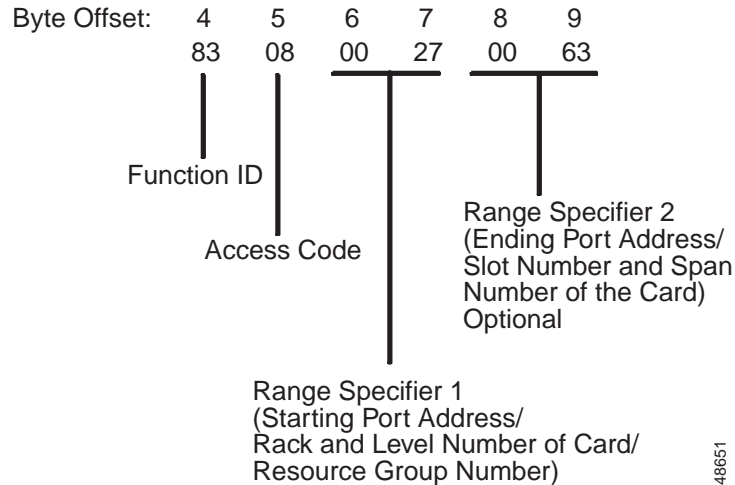 Byte Offset: 4 5 6 7 8 9
83 08 00 27 00 63
Function ID
Access Code
Range Specifier 2
(Ending Port Address/
Slot Number and Span
Number of the Card)
Optional
Range Specifier 1
(Starting Port Address/
Rack and Level Number of Card/
Resource Group Number)
48651